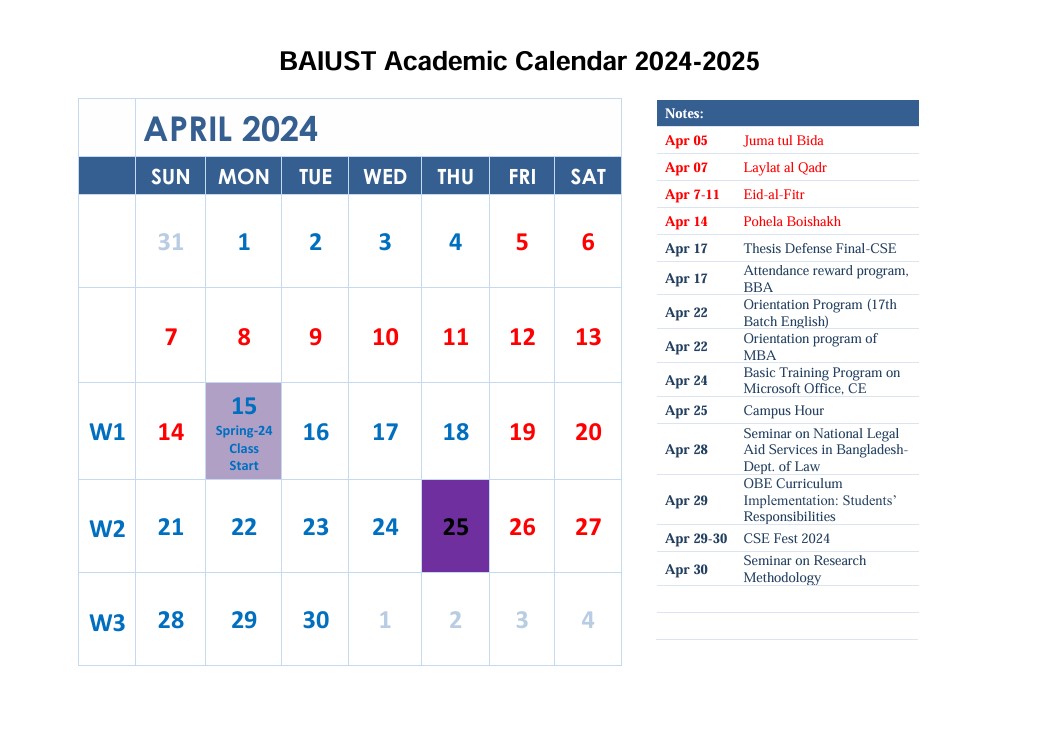 BAIUST Academic Calendar 2024-2025
APRIL 2024
SUN MON TUE WED THU FRI SAT
31 1 2 3 4 5 6
7 8 9 10 11 12 13
W1 14 15 16 17 18 19 20
Spring-24
Class
Start
W2 21 22 23 24 25 26 27
W3 28 29 30 1 2 3 4
Notes:
Apr 05 Juma tul Bida
Apr 07 Laylat al Qadr
Apr 7-11 Eid-al-Fitr
Apr 14 Pohela Boishakh
Apr 17 Thesis Defense Final-CSE
Apr 17 Attendance reward program,
BBA
Apr 22 Orientation Program (17th
Batch English)
Apr 22 Orientation program of
MBA
Apr 24 Basic Training Program on
Microsoft Office, CE
Apr 25 Campus Hour
Apr 28 Seminar on National Legal
Aid Services in Bangladesh-
Dept. of Law
Apr 29 OBE Curriculum
Implementation: Students’
Responsibilities
Apr 29-30 CSE Fest 2024
Apr 30 Seminar on Research
Methodology